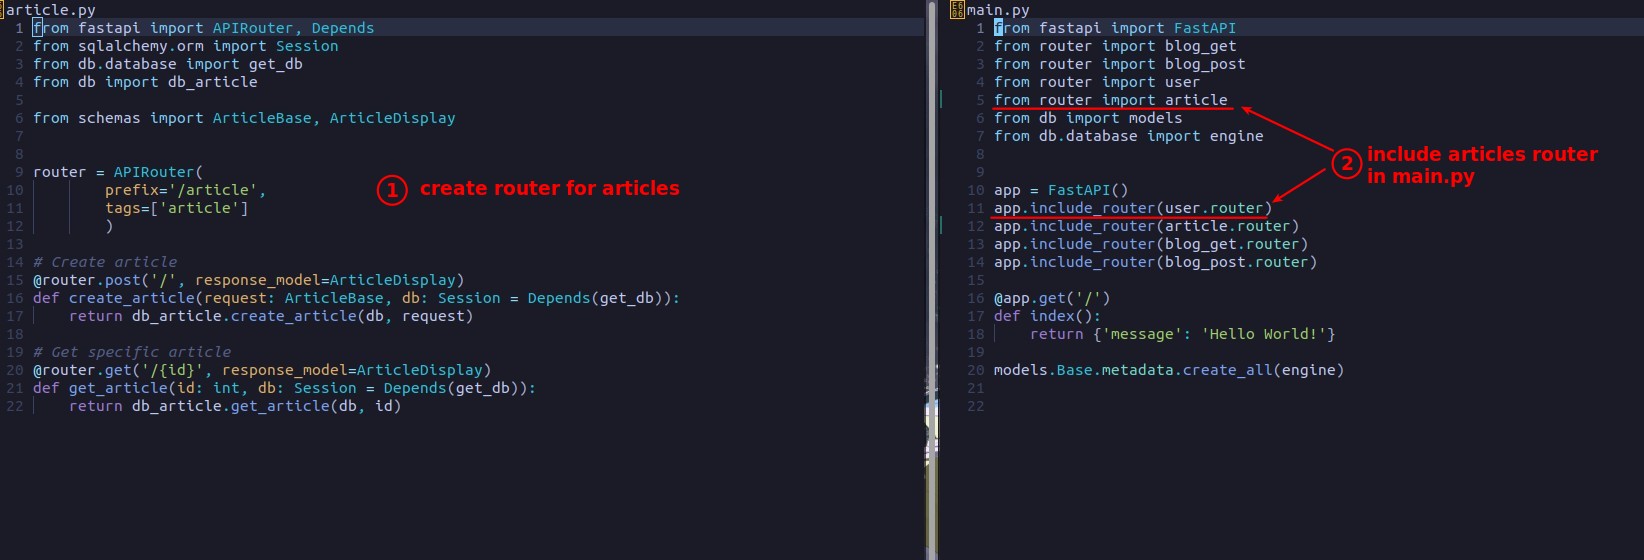 article.py
1 from fastapi import APIRouter, Depends
2 from sqlalchemy.orm import Session
3 from db.database import get_db
4 from db import db_article
5
6 from schemas import ArticleBase, ArticleDisplay
7
8
9 router = APIRouter(
10         prefix='/article',
11         tags=['article']
12         )
13
14 # Create article
15 @router.post('/', response_model=ArticleDisplay)
16 def create_article(request: ArticleBase, db: Session = Depends(get_db)):
17     return db_article.create_article(db, request)
18
19 # Get specific article
20 @router.get('/{id}', response_model=ArticleDisplay)
21 def get_article(id: int, db: Session = Depends(get_db)):
22     return db_article.get_article(db, id)
1 create router for articles
main.py
1 from fastapi import FastAPI
2 from router import blog_get
3 from router import blog_post
4 from router import user
5 from router import article
6 from db import models
7 from db.database import engine
8
9
10 app = FastAPI()
11 app.include_router(user.router)
12 app.include_router(article.router)
13 app.include_router(blog_get.router)
14 app.include_router(blog_post.router)
15
16 @app.get('/')
17 def index():
18     return {'message': 'Hello World!'}
19
20 models.Base.metadata.create_all(engine)
21
22
2 include articles router
in main.py